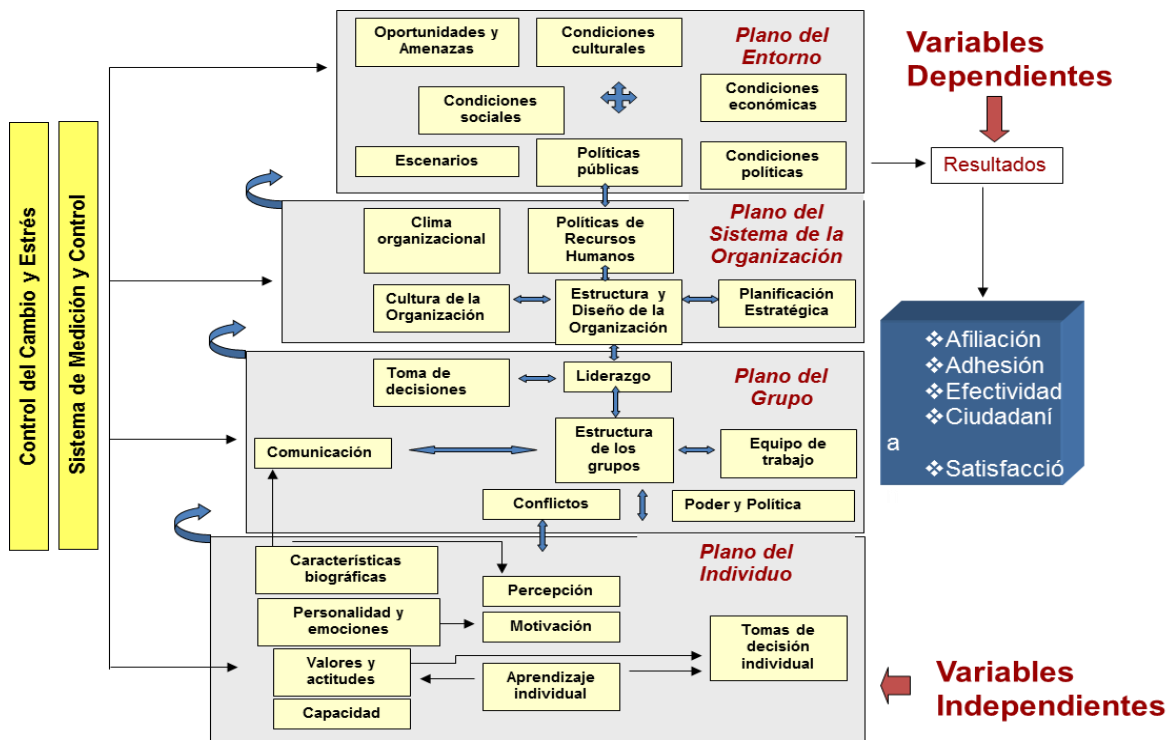 Control del Cambio y Estrés
Sistema de Medición y Control
Oportunidades y
Amenazas
Condiciones
culturales
Plano del
Entorno
Condiciones
sociales
Condiciones
económicas
Escenarios
Políticas
públicas
Condiciones
políticas
Clima
organizacional
Políticas de
Recursos
Humanos
Plano del
Sistema de la
Organización
Cultura de la
Organización
Estructura y
Diseño de la
Organización
Planificación
Estratégica
Toma de
decisiones
Liderazgo
Plano del
Grupo
Comunicación
Estructura
de los
grupos
Equipo de
trabajo
Conflictos
Poder y Política
Plano del
Individuo
Características
biográficas
Percepción
Personalidad y
emociones
Motivación
Tomas de
decisión
individual
Valores y
actitudes
Aprendizaje
individual
Capacidad
Variables
Dependientes
Resultados
❖Afiliación
❖Adhesión
❖Efectividad
❖Ciudadaní
a
❖Satisfacció
Variables
Independientes